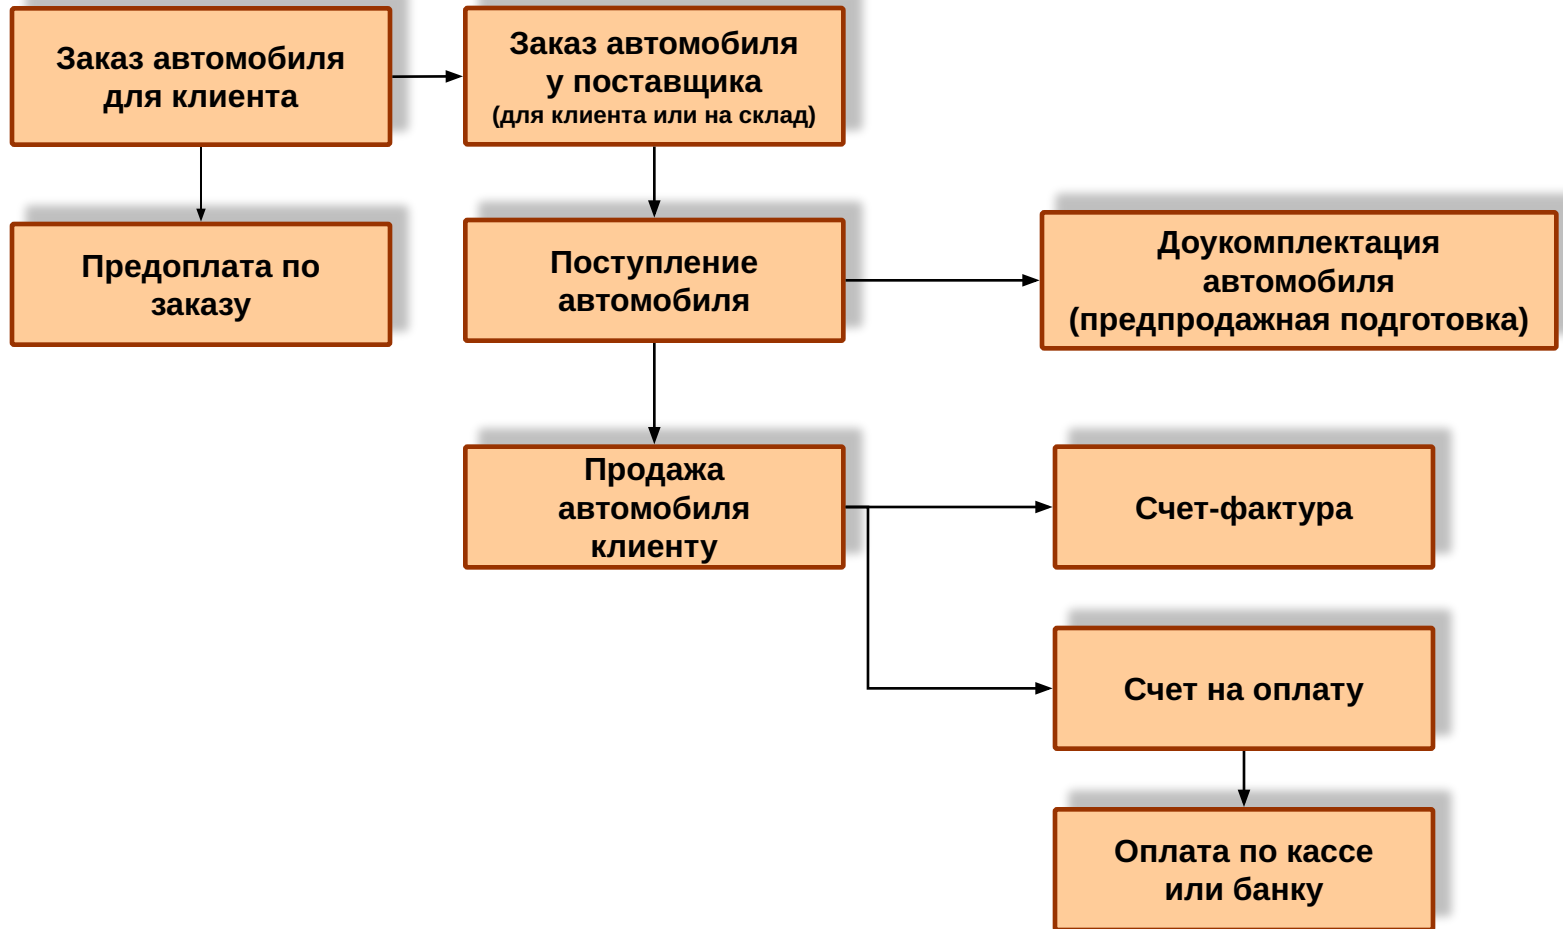 Заказ автомобиля
для клиента
Заказ автомобиля
у поставщика
(для клиента или на склад)
Предоплата по
заказу
Поступление
автомобиля
Доукомплектация
автомобиля
(предпродажная подготовка)
Продажа
автомобиля
клиенту
Счет-фактура
Счет на оплату
Оплата по кассе
или банку